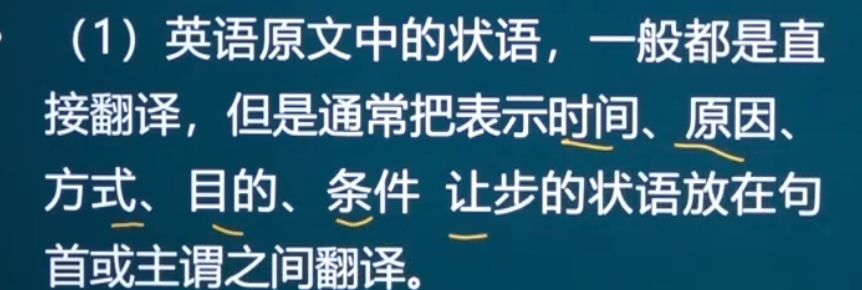 （1）英语原文中的状语，一般都是直
接翻译，但是通常把表示时间、原因、
方式、目的、条件 让步的状语放在句
首或主谓之间翻译。